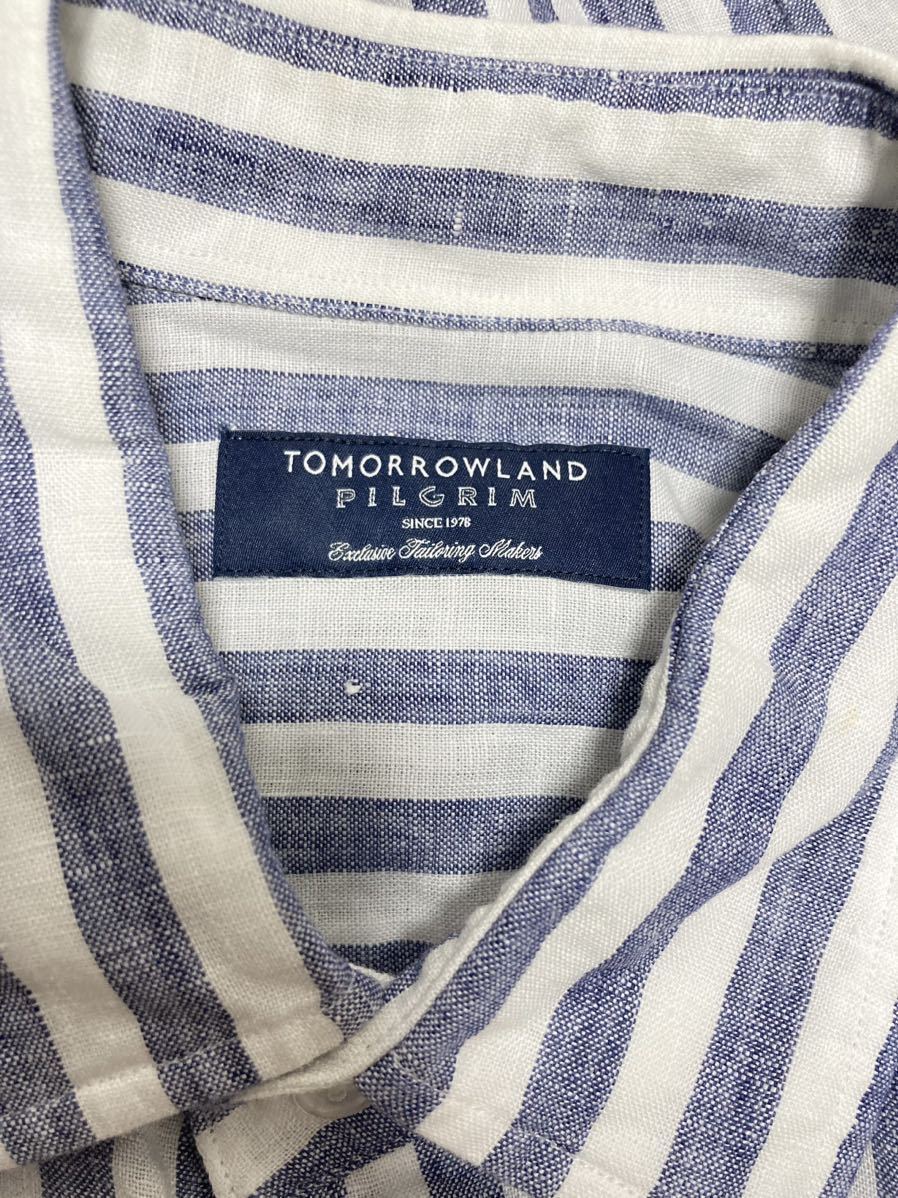 TOMORROWLAND
PILGRIM
SINCE 1978
Exclusive Tailoring Makers